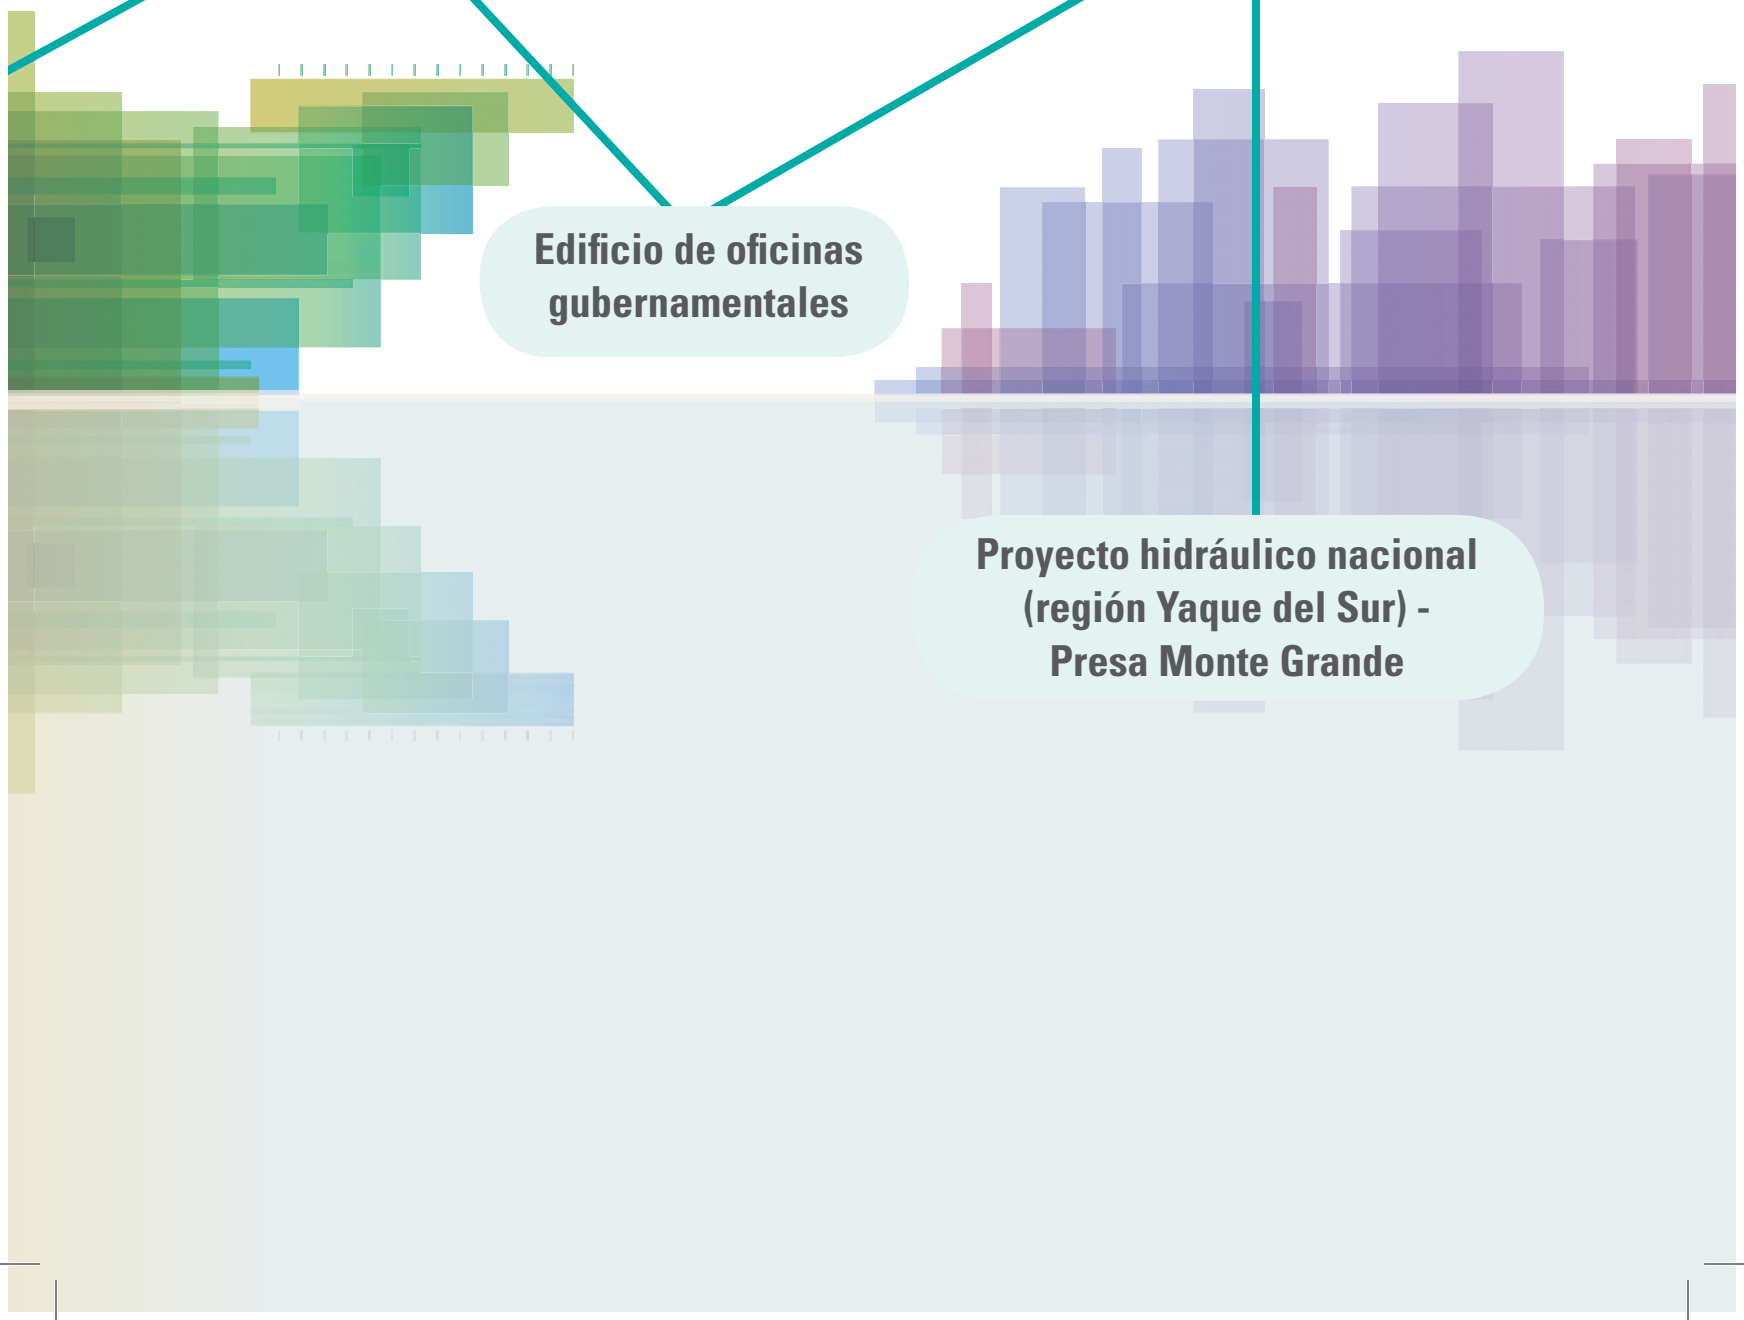 Edificio de oficinas
gubernamentales
Proyecto hidráulico nacional
(región Yaque del Sur) -
Presa Monte Grande